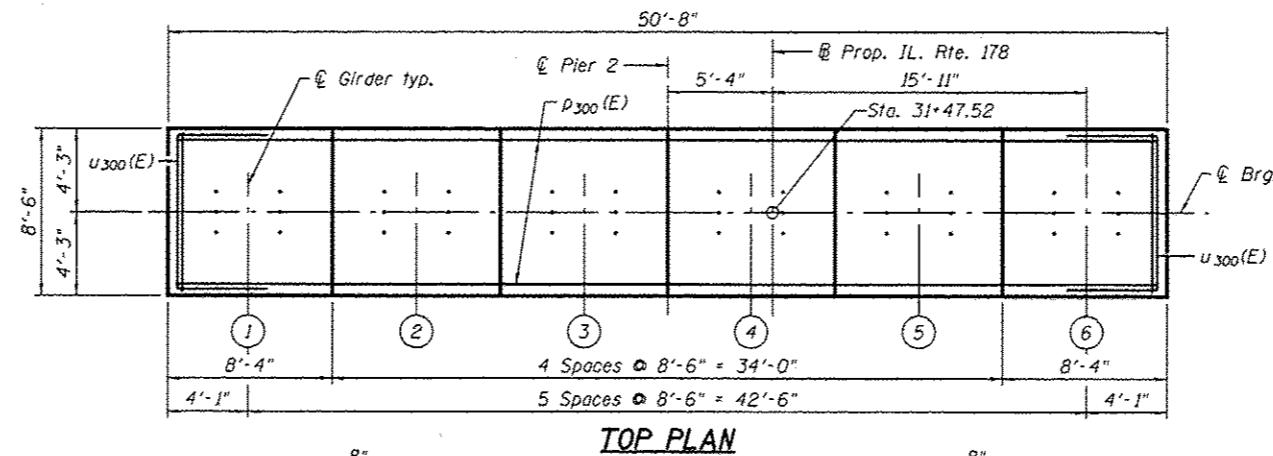 50'-8"
℄ Girder typ.
℄ Pier 2
Prop. IL. Rte. 178
5'-4"
15'-11"
p300(E)
Sta. 31+47.52
u300(E)
8'-6"
4'-3"
4'-3"
℄ Brg
u300(E)
1
2
3
4
5
6
8'-4"
4 Spaces @ 8'-6" = 34'-0"
8'-4"
4'-1"
5 Spaces @ 8'-6" = 42'-6"
4'-1"
TOP PLAN
8"